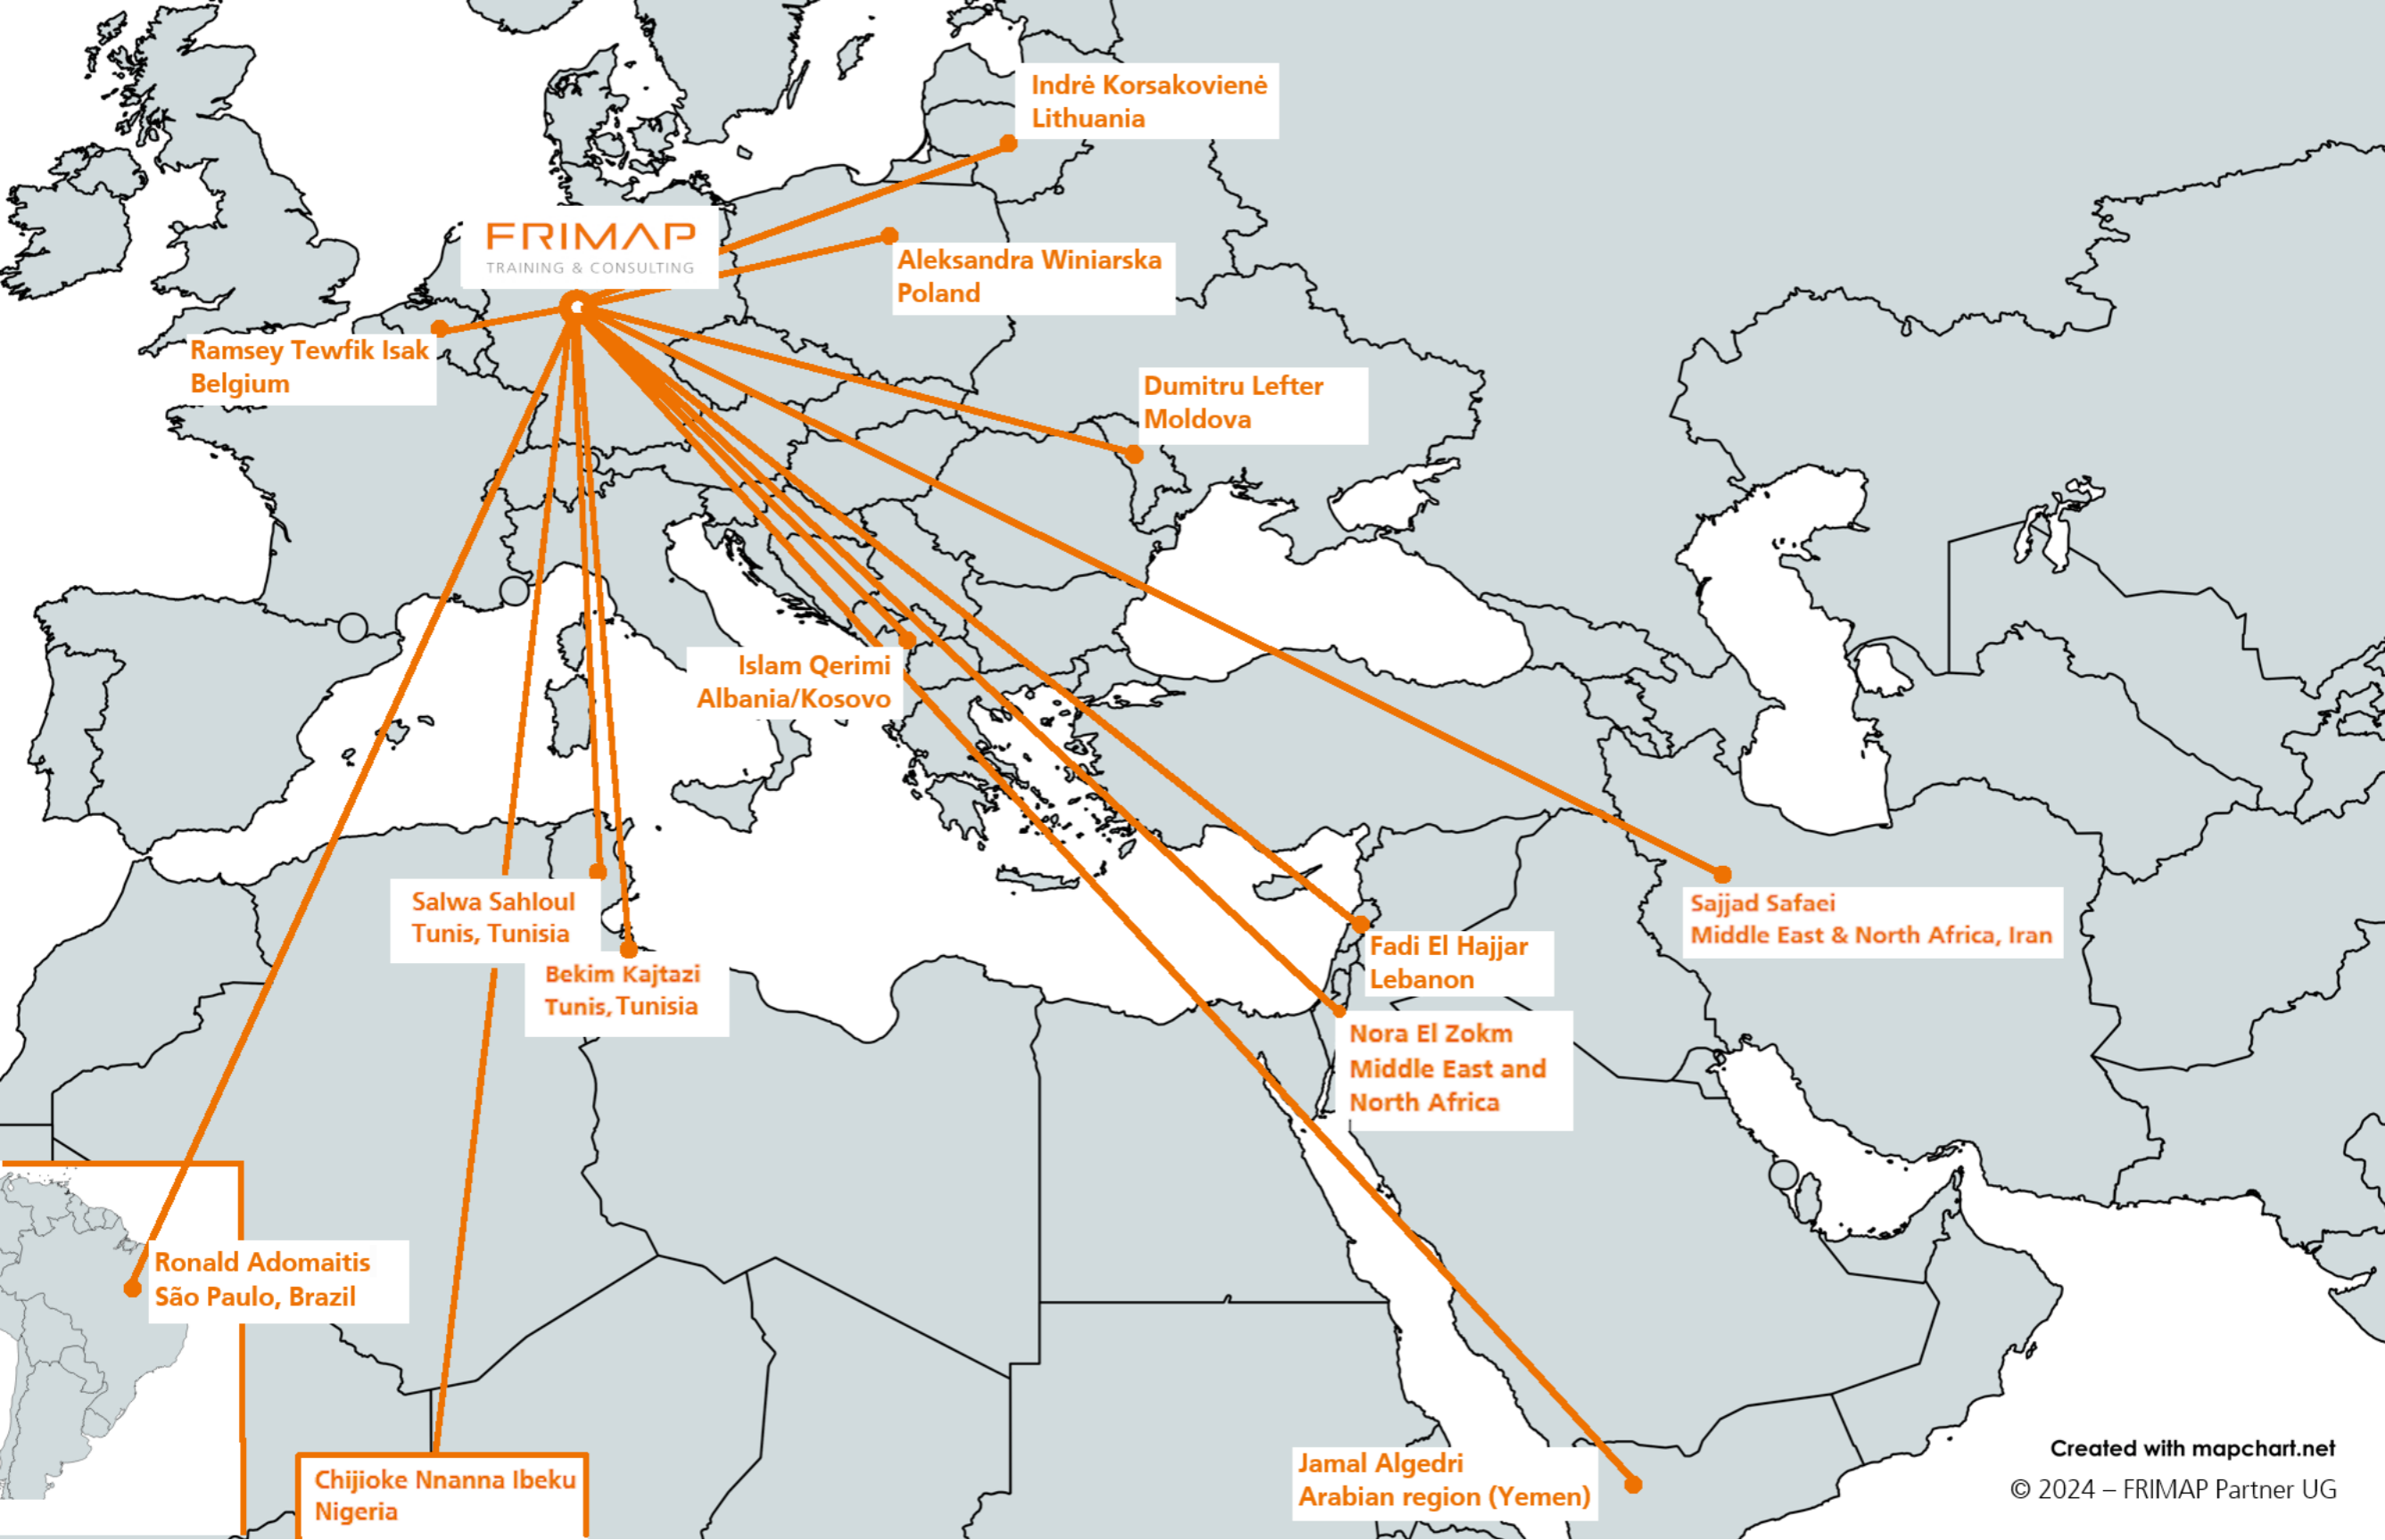 Indrė Korsakovienė
Lithuania
FRIMAP
TRAINING & CONSULTING
Aleksandra Winiarska
Poland
Ramsey Tewfik Isak
Belgium
Dumitru Lefter
Moldova
Islam Qerimi
Albania/Kosovo
Salwa Sahloul
Tunis, Tunisia
Bekim Kajtazi
Tunis, Tunisia
Sajjad Safaei
Middle East & North Africa, Iran
Fadi El Hajjar
Lebanon
Nora El Zokm
Middle East and
North Africa
Ronald Adomaitis
São Paulo, Brazil
Chijioke Nnanna Ibeku
Nigeria
Jamal Algedri
Arabian region (Yemen)
Created with mapchart.net
© 2024 – FRIMAP Partner UG